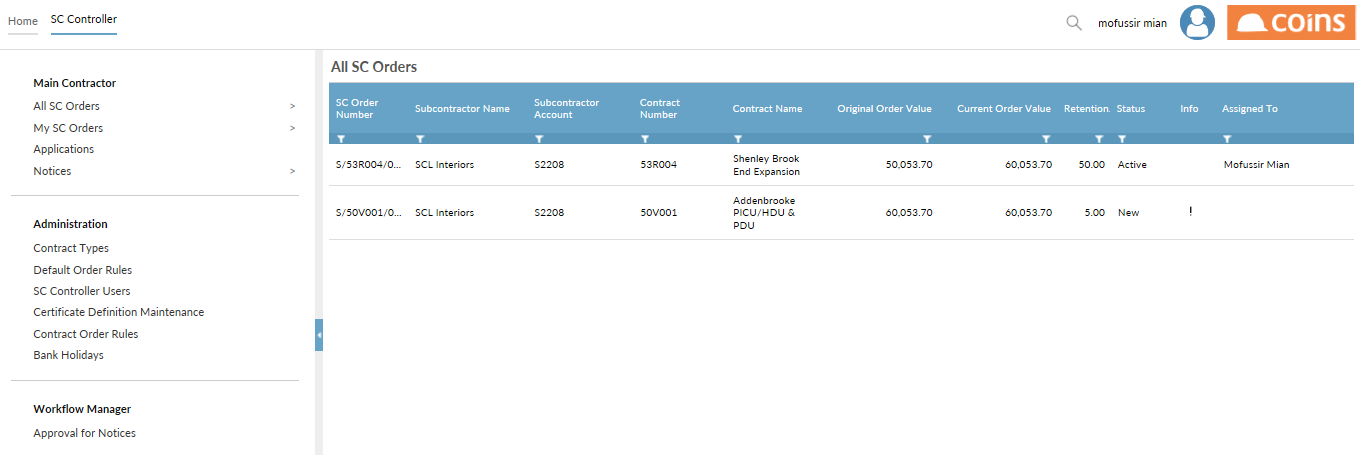 Home
SC Controller
mofussir mian
coins
Main Contractor
All SC Orders >
My SC Orders >
Applications
Notices >
Administration
Contract Types
Default Order Rules
SC Controller Users
Certificate Definition Maintenance
Contract Order Rules
Bank Holidays
Workflow Manager
Approval for Notices
All SC Orders
SC Order
Number
Subcontractor Name
Subcontractor
Account
Contract
Number
Contract Name
Original Order Value
Current Order Value
Retention.
Status
Info
Assigned To
S/53R004/0...
SCL Interiors
S2208
53R004
Shenley Brook
End Expansion
50,053.70
60,053.70
50.00
Active
Mofussir Mian
S/50V001/0...
SCL Interiors
S2208
50V001
Addenbrooke
PICU/HDU &
PDU
60,053.70
60,053.70
5.00
New
!